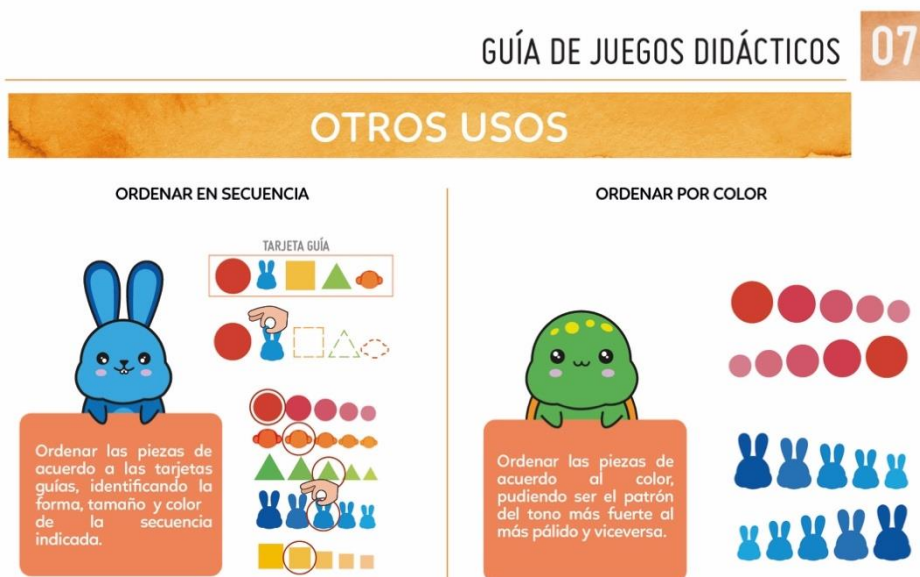 GUÍA DE JUEGOS DIDÁCTICOS 07
OTROS USOS
ORDENAR EN SECUENCIA
TARJETA GUÍA
Ordenar las piezas de
acuerdo a las tarjetas
guías, identificando la
forma, tamaño y color
de la secuencia
indicada.
ORDENAR POR COLOR
Ordenar las piezas de
acuerdo al color,
pudiendo ser el patrón
del tono más fuerte al
más pálido y viceversa.